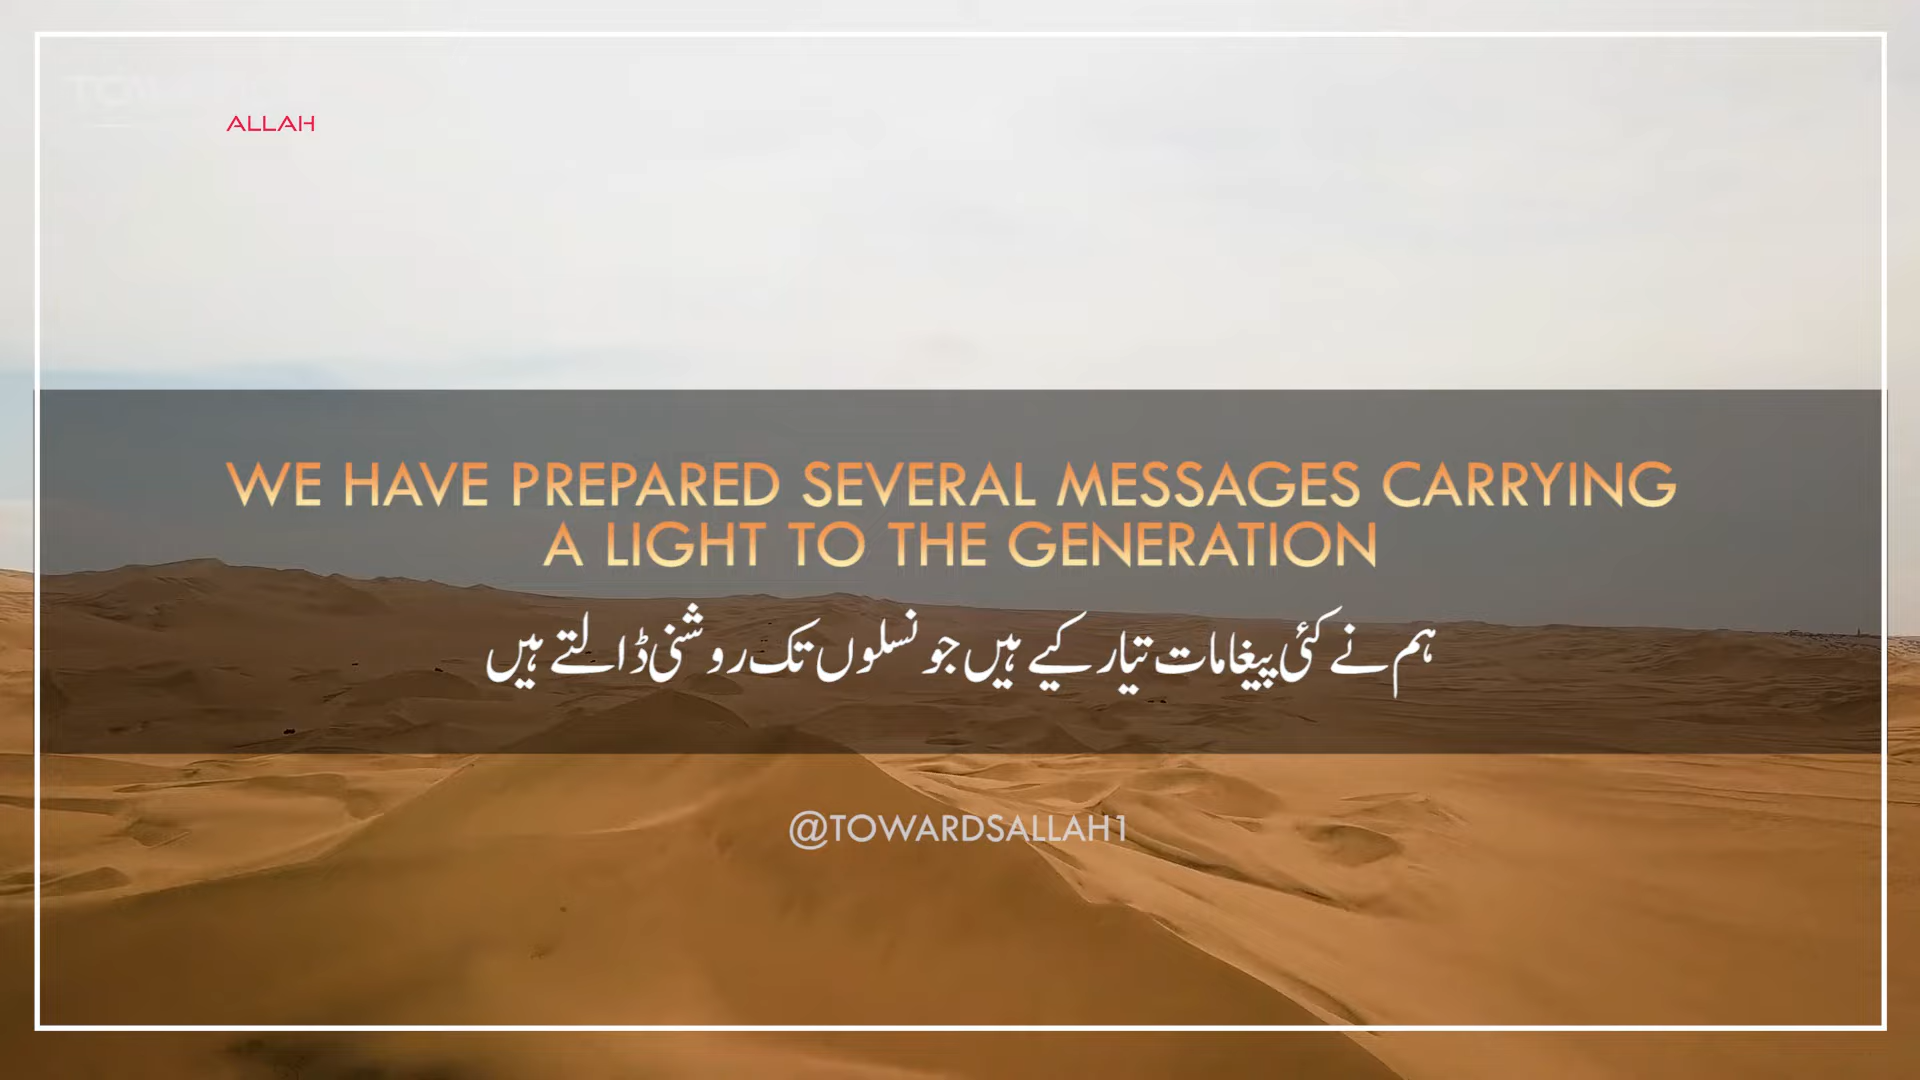 ALLAH
WE HAVE PREPARED SEVERAL MESSAGES CARRYING
A LIGHT TO THE GENERATION
ہم نے کئی پیغامات تیار کیے ہیں جو نسلوں تک روشنی ڈالتے ہیں
@TOWARDSALLAH1